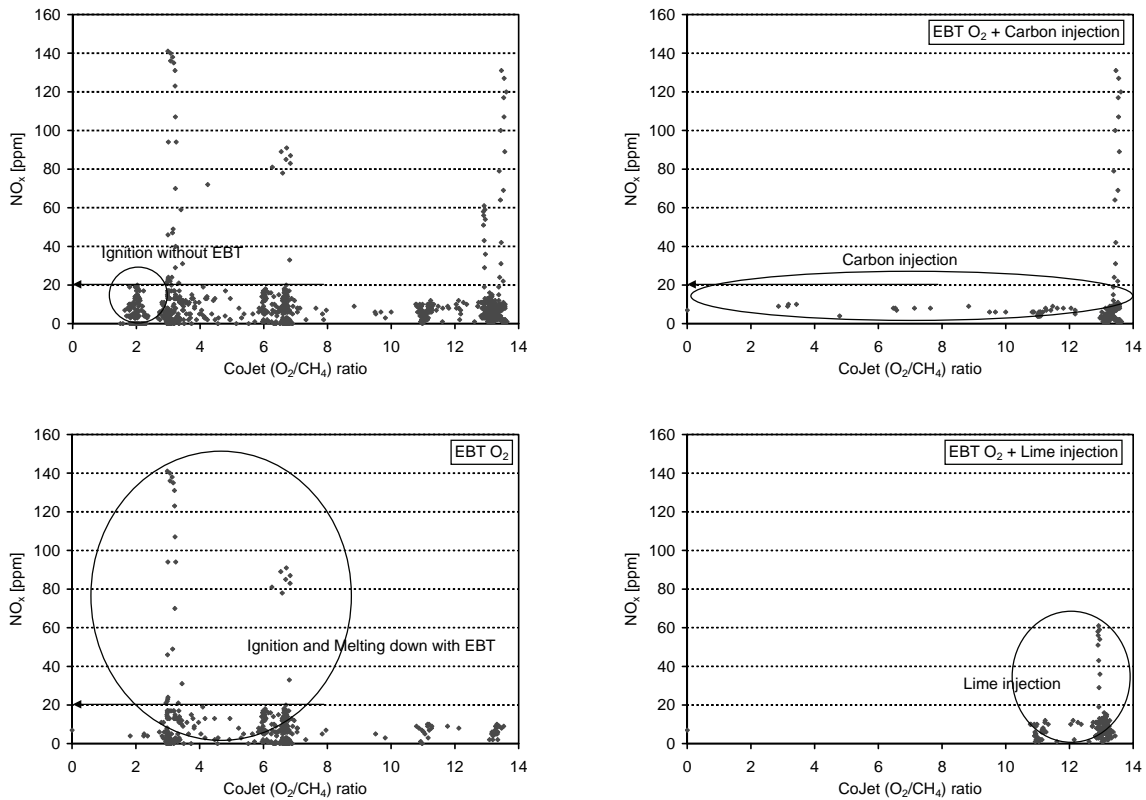 160
140
120
100
80
60
40
20
0
NOₓ [ppm]
Ignition without EBT
0 2 4 6 8 10 12 14
CoJet (O₂/CH₄) ratio
160
140
120
100
80
60
40
20
0
NOₓ [ppm]
EBT O₂ + Carbon injection
Carbon injection
0 2 4 6 8 10 12 14
CoJet (O₂/CH₄) ratio
160
140
120
100
80
60
40
20
0
NOₓ [ppm]
EBT O₂
Ignition and Melting down with EBT
0 2 4 6 8 10 12 14
CoJet (O₂/CH₄) ratio
160
140
120
100
80
60
40
20
0
NOₓ [ppm]
EBT O₂ + Lime injection
Lime injection
0 2 4 6 8 10 12 14
CoJet (O₂/CH₄) ratio